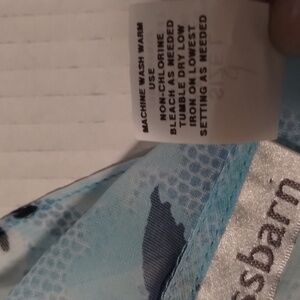 MACHINE WASH WARM
USE
NON-CHLORINE
BLEACH AS NEEDED
TUMBLE DRY LOW
IRON ON LOWEST
SETTING AS NEEDED
ssbarn